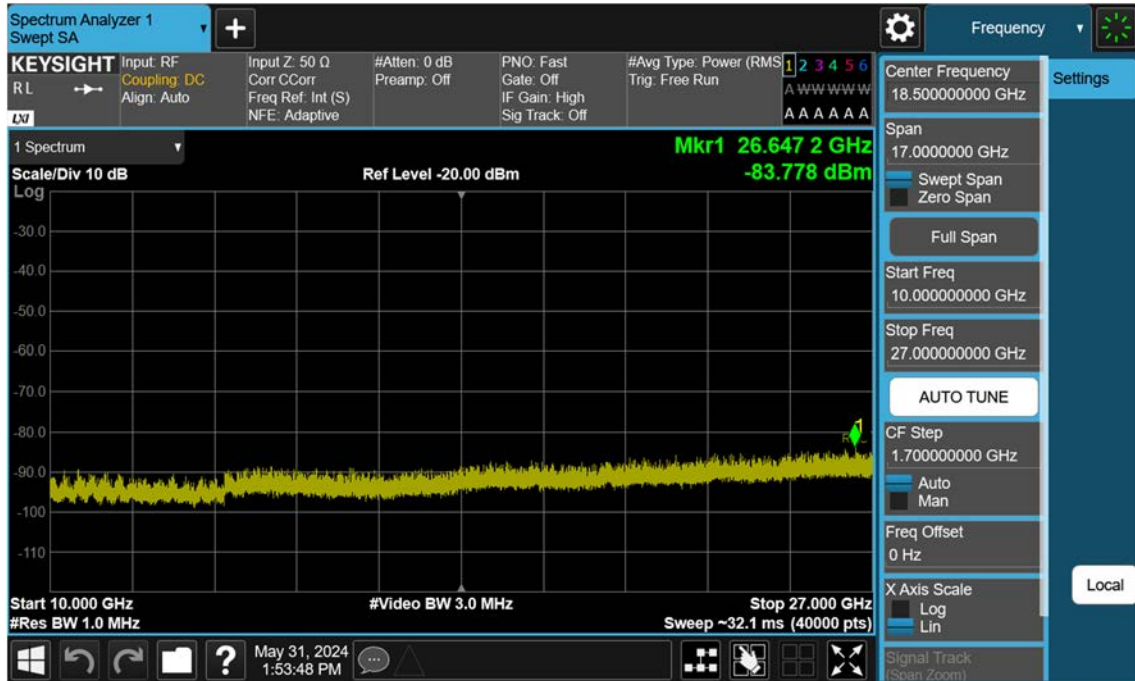 Spectrum Analyzer 1
Swept SA
+
Frequency
KEYSIGHT
R L
LXI
Input: RF
Coupling: DC
Align: Auto
Input Z: 50 Ω
Corr CCorr
Freq Ref: Int (S)
NFE: Adaptive
#Atten: 0 dB
Preamp: Off
PNO: Fast
Gate: Off
IF Gain: High
Sig Track: Off
#Avg Type: Power (RMS
Trig: Free Run
1 2 3 4 5 6
A W W W W W
A A A A A A
1 Spectrum
Scale/Div 10 dB
Log
Ref Level -20.00 dBm
Mkr1 26.647 2 GHz
-83.778 dBm
-30.0
-40.0
-50.0
-60.0
-70.0
-80.0
-90.0
-100
-110
1
Start 10.000 GHz
#Res BW 1.0 MHz
#Video BW 3.0 MHz
Stop 27.000 GHz
Sweep ~32.1 ms (40000 pts)
?
May 31, 2024
1:53:48 PM
Center Frequency
18.500000000 GHz
Span
17.0000000 GHz
Swept Span
Zero Span
Full Span
Start Freq
10.000000000 GHz
Stop Freq
27.000000000 GHz
AUTO TUNE
CF Step
1.700000000 GHz
Auto
Man
Freq Offset
0 Hz
X Axis Scale
Log
Lin
Signal Track
(Span Zoom)
Settings
Local